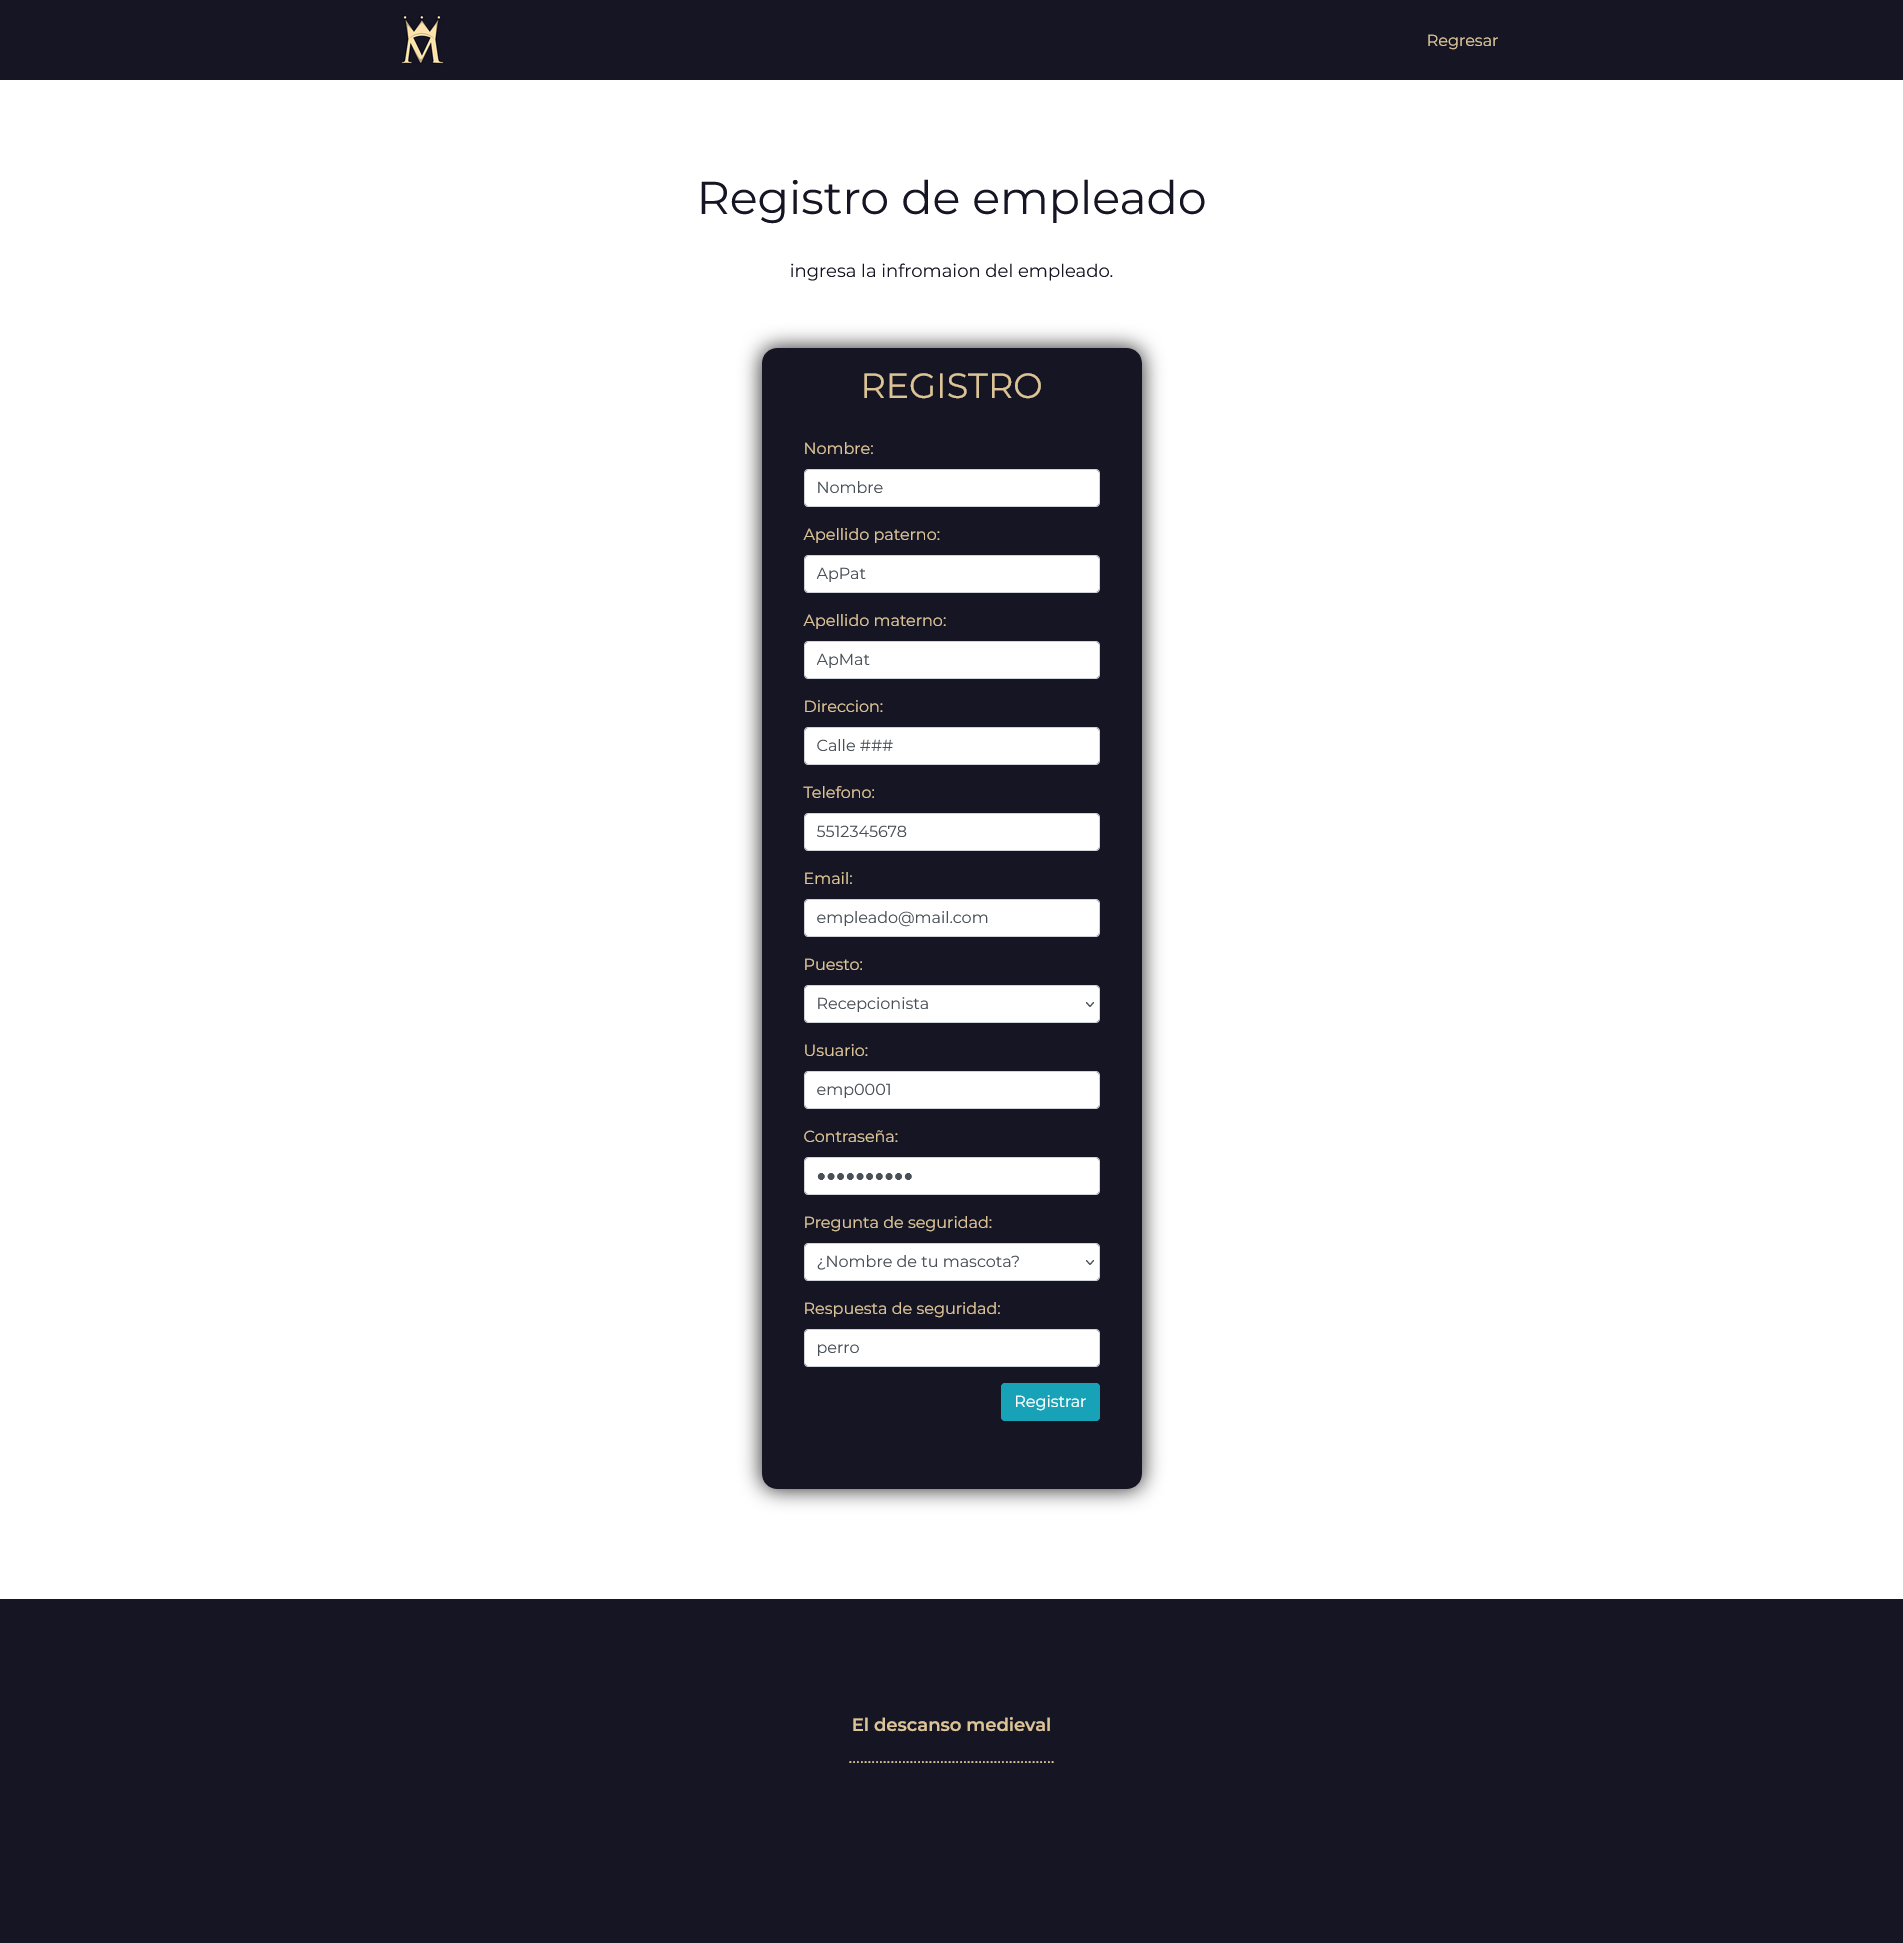 M
Regresar
Registro de empleado
ingresa la infromaion del empleado.
REGISTRO
Nombre:
Nombre
Apellido paterno:
ApPat
Apellido materno:
ApMat
Direccion:
Calle ###
Telefono:
5512345678
Email:
empleado@mail.com
Puesto:
Recepcionista
Usuario:
emp0001
Contraseña:
••••••••••
Pregunta de seguridad:
¿Nombre de tu mascota?
Respuesta de seguridad:
perro
Registrar
El descanso medieval